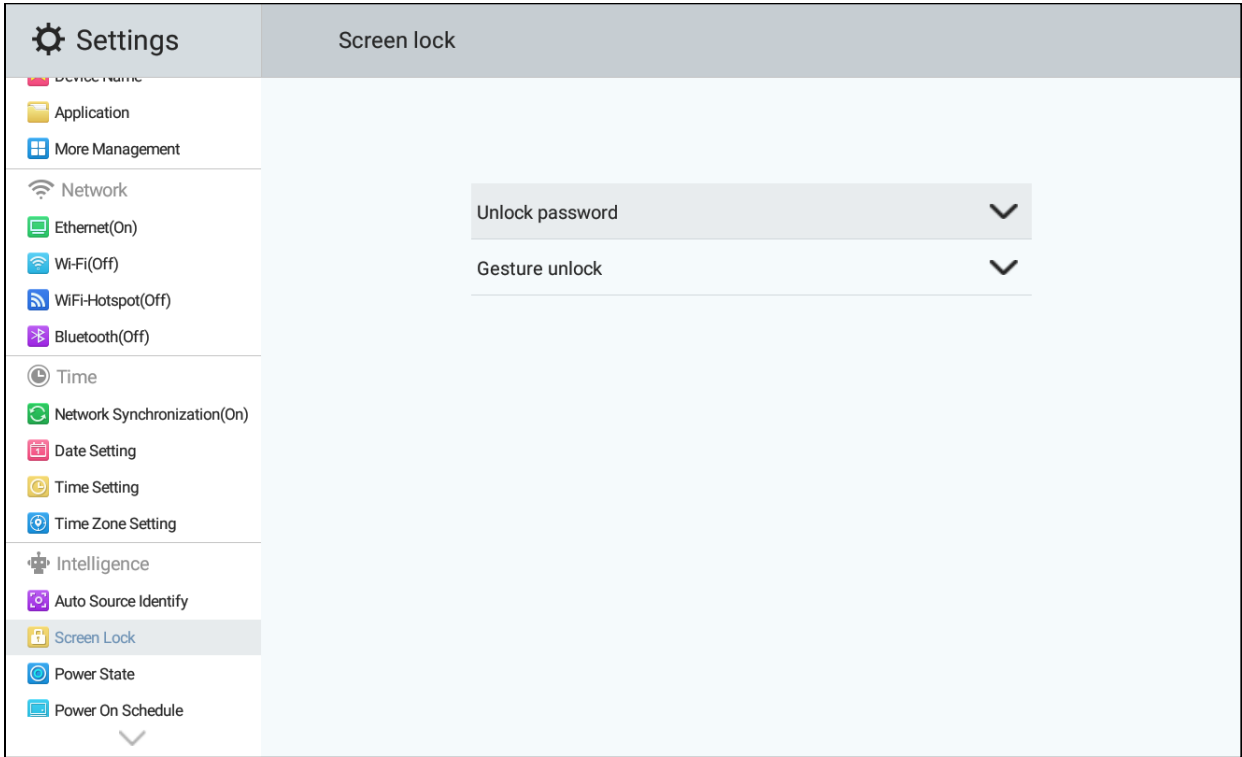 Settings
Screen lock
Device Name
Application
More Management
Network
Ethernet(On)
Wi-Fi(Off)
WiFi-Hotspot(Off)
Bluetooth(Off)
Time
Network Synchronization(On)
Date Setting
Time Setting
Time Zone Setting
Intelligence
Auto Source Identify
Screen Lock
Power State
Power On Schedule
Unlock password
Gesture unlock